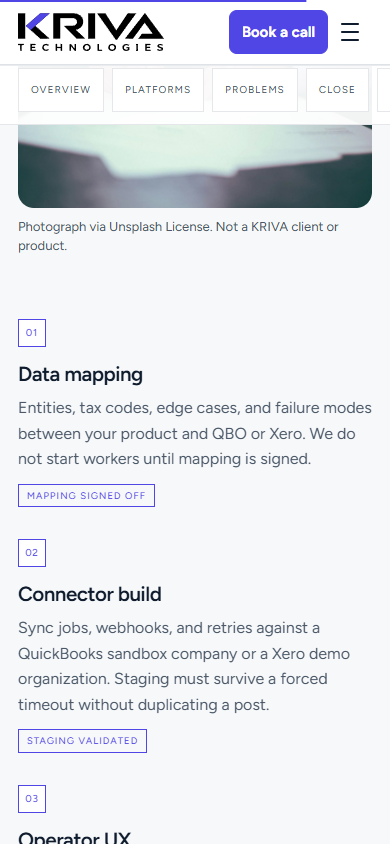 KRIVA
TECHNOLOGIES
Book a call
OVERVIEW
PLATFORMS
PROBLEMS
CLOSE
Photograph via Unsplash License. Not a KRIVA client or
product.
01
Data mapping
Entities, tax codes, edge cases, and failure modes
between your product and QBO or Xero. We do
not start workers until mapping is signed.
MAPPING SIGNED OFF
02
Connector build
Sync jobs, webhooks, and retries against a
QuickBooks sandbox company or a Xero demo
organization. Staging must survive a forced
timeout without duplicating a post.
STAGING VALIDATED
03
Operator UX